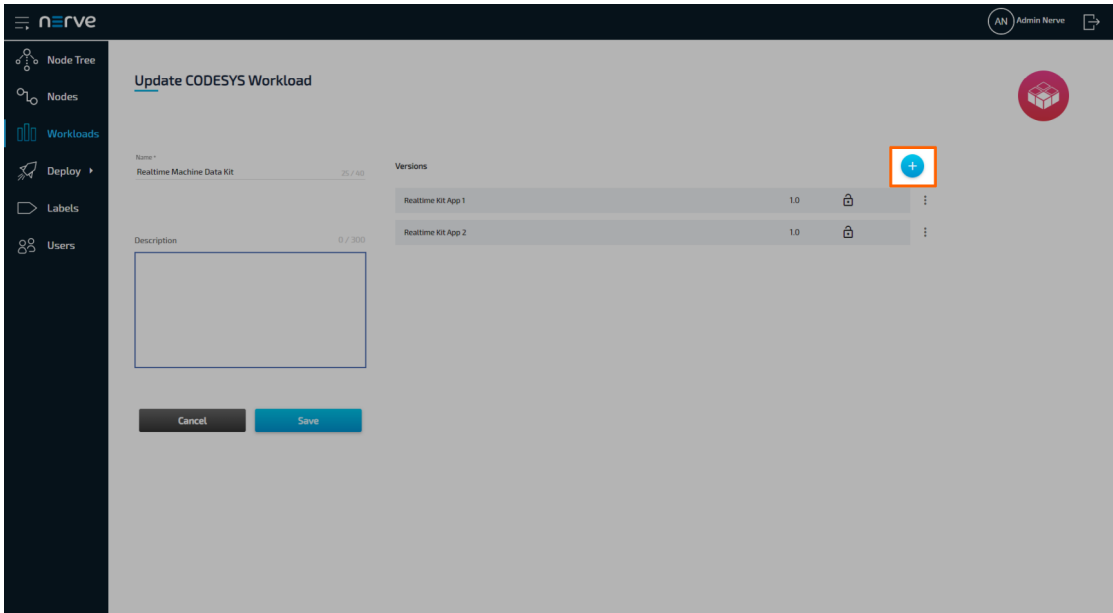 nerve
AN Admin Nerve
Node Tree
Nodes
Workloads
Deploy
Labels
Users
Update CODESYS Workload
Name *
Realtime Machine Data Kit 25 / 60
Description 0 / 300
Cancel Save
Versions +
Realtime Kit App 1 1.0
Realtime Kit App 2 1.0